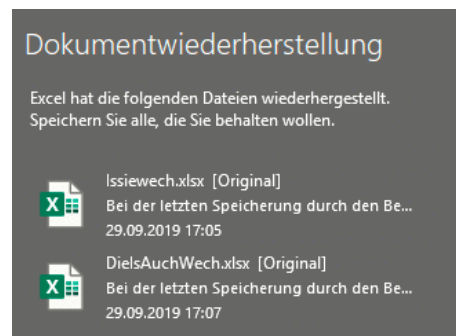 Dokumentwiederherstellung
Excel hat die folgenden Dateien wiederhergestellt.
Speichern Sie alle, die Sie behalten wollen.
Issiewech.xlsx [Original]
Bei der letzten Speicherung durch den Be...
29.09.2019 17:05
DieIsAuchWech.xlsx [Original]
Bei der letzten Speicherung durch den Be...
29.09.2019 17:07